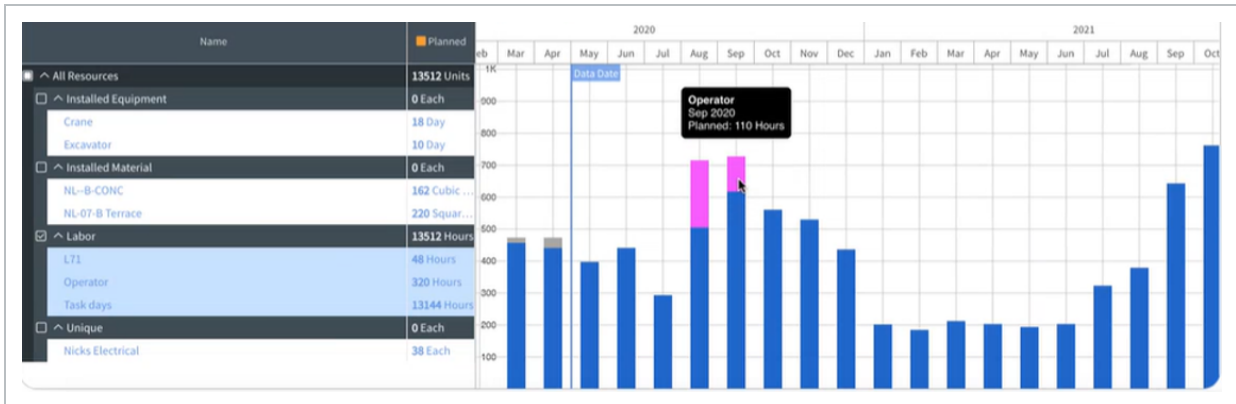 2020 2021
Name Planned
eb Mar Apr May Jun Jul Aug Sep Oct Nov Dec Jan Feb Mar Apr May Jun Jul Aug Sep Oct
All Resources 13512 Units
1K
Data Date
Installed Equipment 0 Each
900
Operator
Sep 2020
Planned: 110 Hours
Crane 18 Day
800
Excavator 10 Day
Installed Material 0 Each
700
NL--B-CONC 162 Cubic ...
600
NL-07-B Terrace 220 Squar...
500
Labor 13512 Hours
L71 48 Hours
400
Operator 320 Hours
300
Task days 13144 Hours
Unique 0 Each
200
Nicks Electrical 38 Each
100